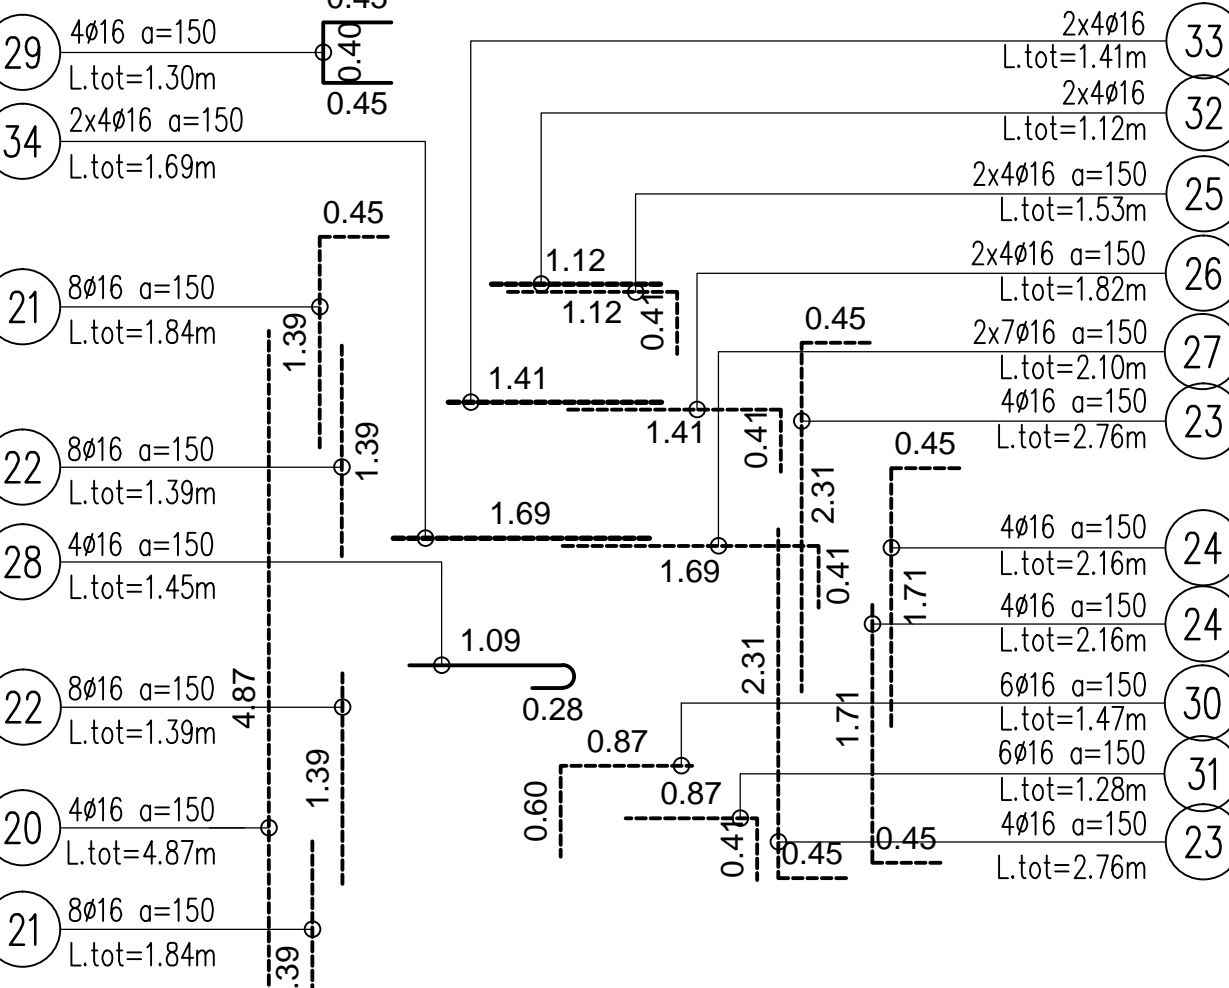 0.45
29
4ø16 a=150
L.tot=1.30m
0.40
0.45
34
2x4ø16 a=150
L.tot=1.69m
0.45
21
8ø16 a=150
L.tot=1.84m
1.39
22
8ø16 a=150
L.tot=1.39m
1.39
28
4ø16 a=150
L.tot=1.45m
1.09
0.28
22
8ø16 a=150
L.tot=1.39m
1.39
4.87
20
4ø16 a=150
L.tot=4.87m
21
8ø16 a=150
L.tot=1.84m
.39
2x4ø16
33
L.tot=1.41m
2x4ø16
32
L.tot=1.12m
2x4ø16 a=150
25
L.tot=1.53m
2x4ø16 a=150
26
L.tot=1.82m
2x7ø16 a=150
27
L.tot=2.10m
4ø16 a=150
23
L.tot=2.76m
4ø16 a=150
24
L.tot=2.16m
4ø16 a=150
24
L.tot=2.16m
6ø16 a=150
30
L.tot=1.47m
6ø16 a=150
31
L.tot=1.28m
4ø16 a=150
23
L.tot=2.76m
1.12
1.12
0.41
1.41
1.41
0.41
1.69
1.69
0.41
0.45
2.31
0.45
1.71
2.31
0.45
1.71
0.45
0.87
0.60
0.87
0.41